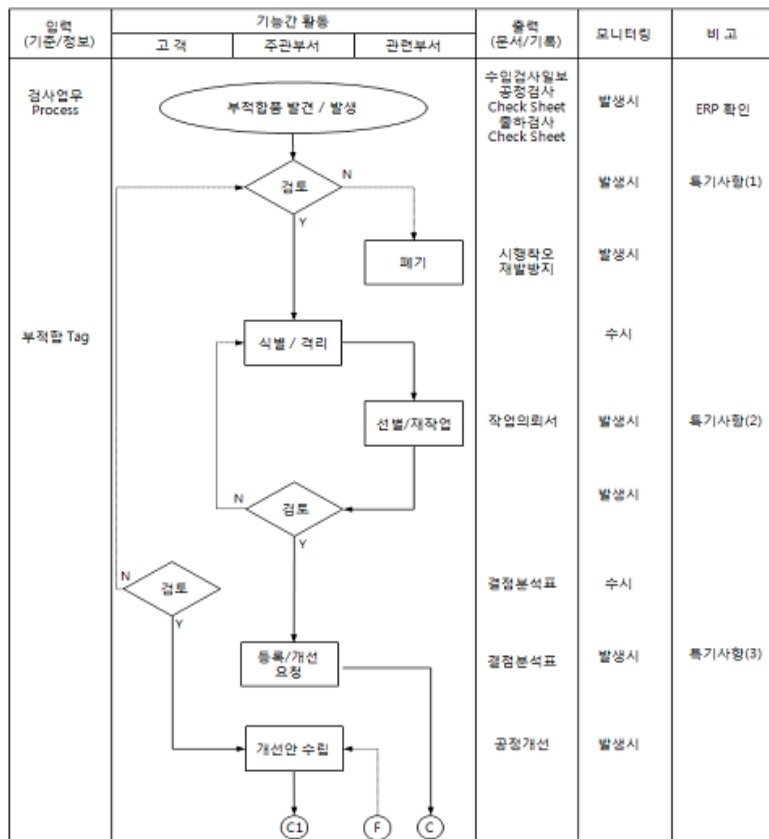 입력
(기준/정보)
기능간 활동
고 객
주관부서
관련부서
출력
(문서/기록)
모니터링
비 고
검사업무
Process
부적합품 발견 / 발생
수입검사일보
공정검사
Check Sheet
출하검사
Check Sheet
발생시
ERP 확인
검토
N
Y
발생시
특기사항(1)
폐기
시행착오
재발방지
발생시
부적합 Tag
식별 / 격리
수시
선별/재작업
작업의뢰서
발생시
특기사항(2)
N
검토
Y
발생시
N
검토
Y
결점분석표
수시
등록/개선
요청
결점분석표
발생시
특기사항(3)
개선안 수립
공정개선
발생시
C1
F
C